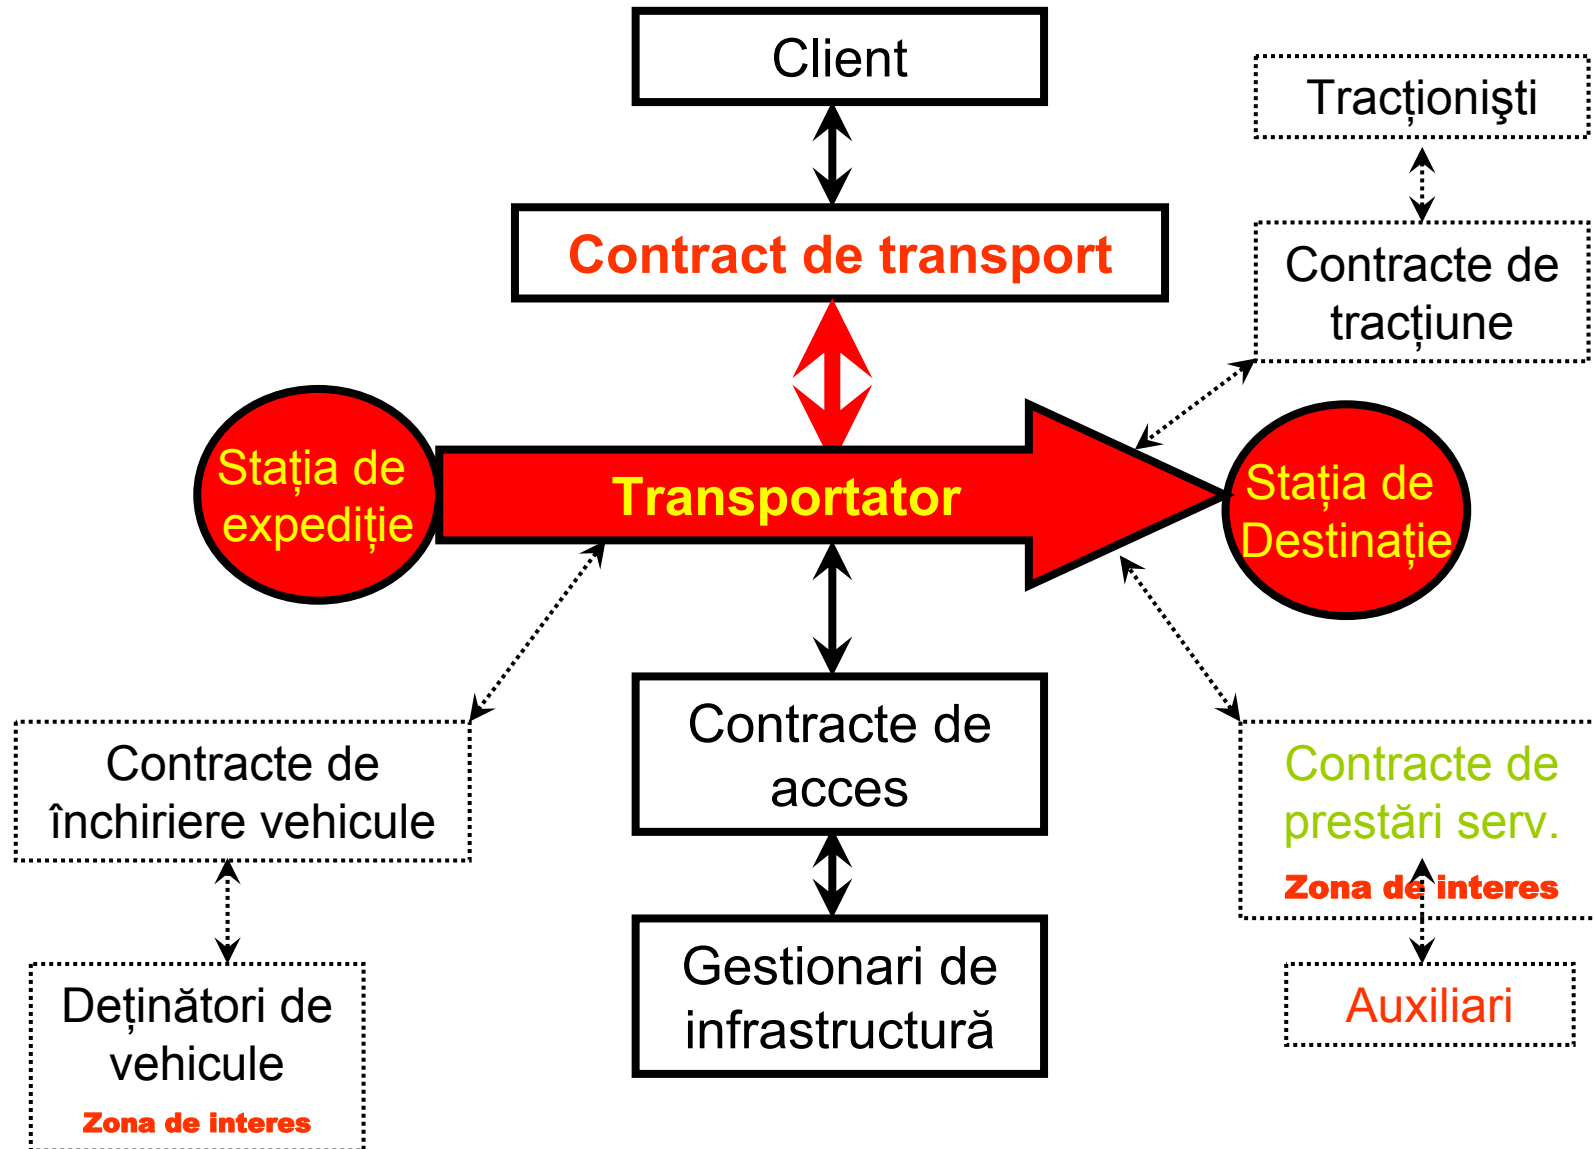 Client
Tracționişti
Contract de transport
Contracte de
tracțiune
Stația de
expediție
Transportator
Stația de
Destinație
Contracte de
închiriere vehicule
Contracte de
acces
Contracte de
prestări serv.
Zona de interes
Deținători de
vehicule
Zona de interes
Gestionari de
infrastructură
Auxiliari